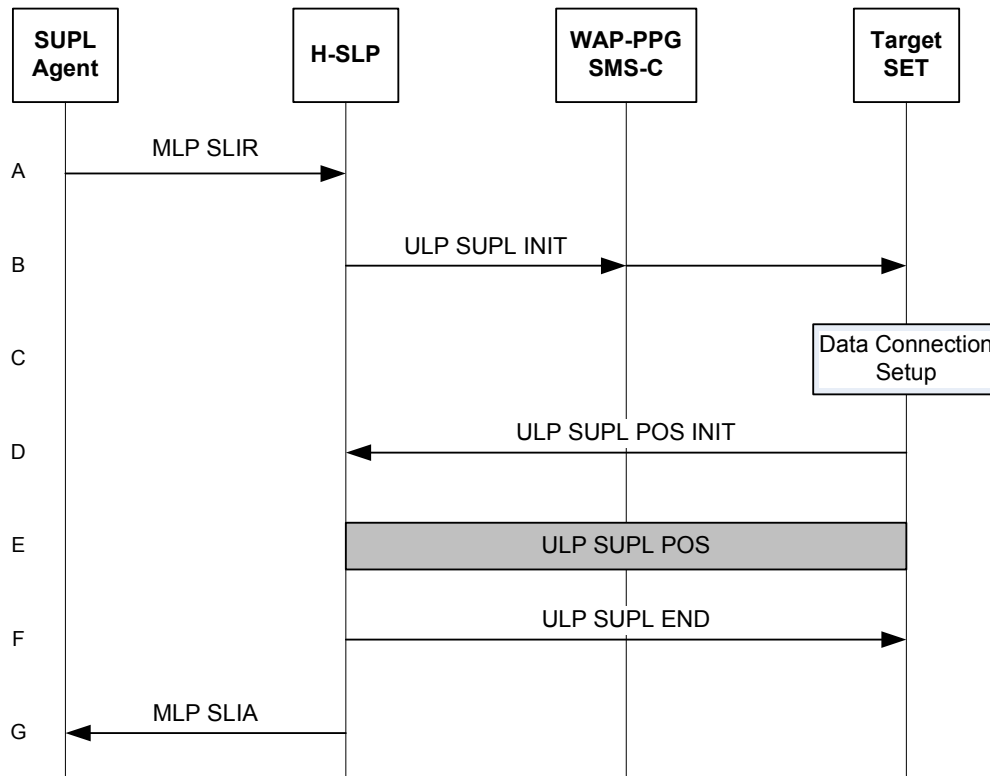 SUPL
Agent
H-SLP
WAP-PPG
SMS-C
Target
SET
A
MLP SLIR
B
ULP SUPL INIT
C
Data Connection
Setup
D
ULP SUPL POS INIT
E
ULP SUPL POS
F
ULP SUPL END
G
MLP SLIA